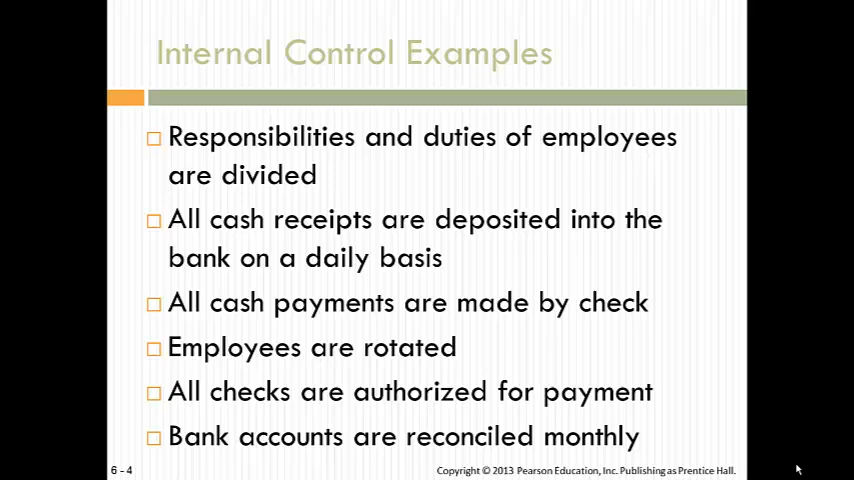 Internal Control Examples
Responsibilities and duties of employees
are divided
All cash receipts are deposited into the
bank on a daily basis
All cash payments are made by check
Employees are rotated
All checks are authorized for payment
Bank accounts are reconciled monthly
6 - 4
Copyright © 2013 Pearson Education, Inc. Publishing as Prentice Hall.